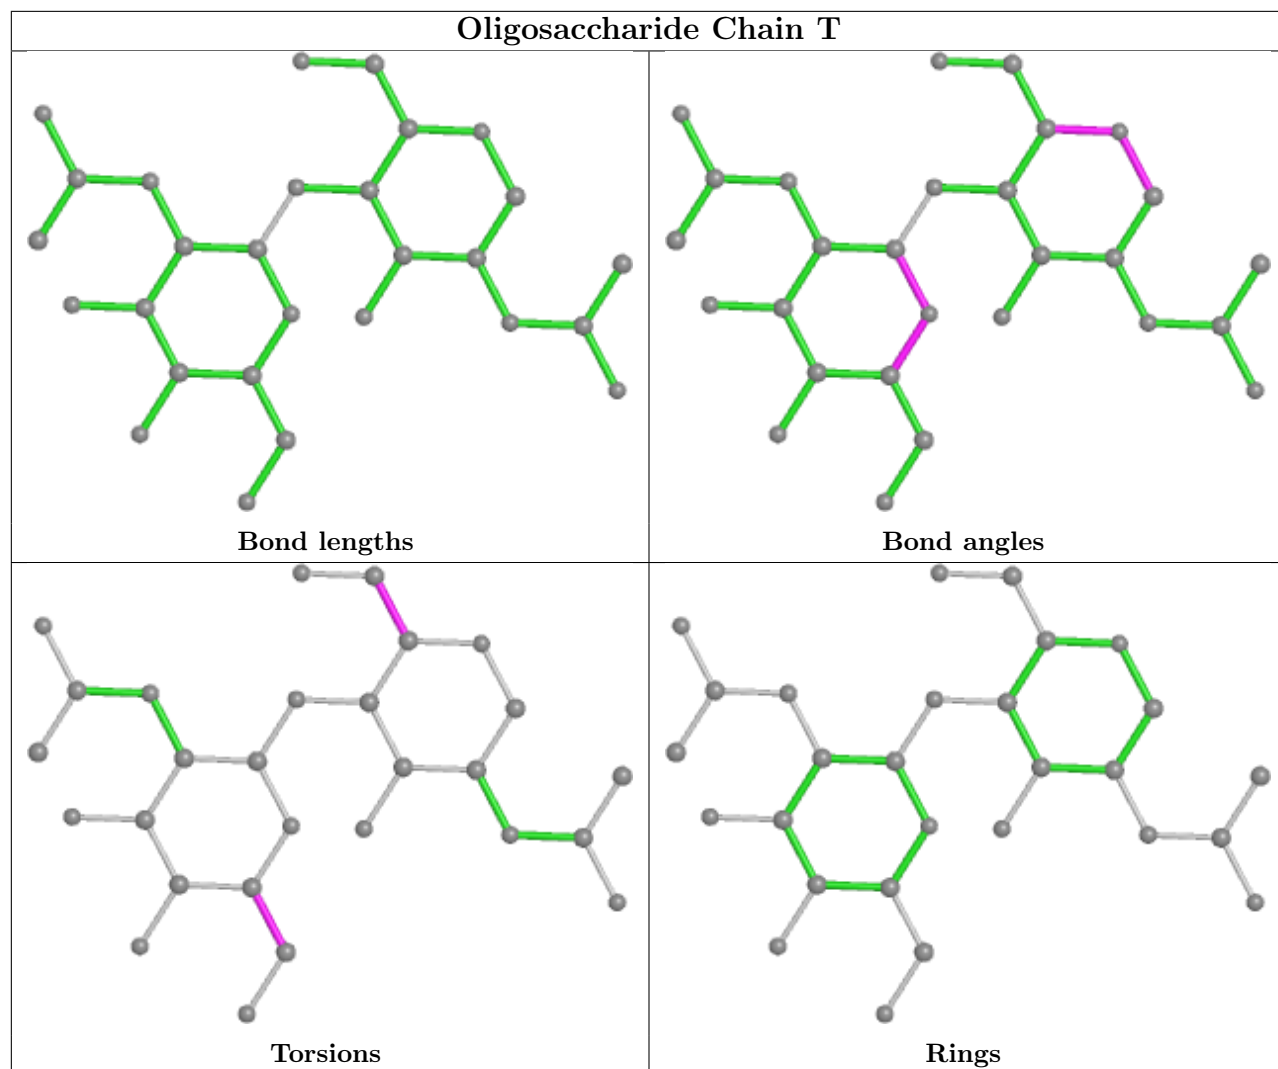 Oligosaccharide Chain T
Bond lengths
Bond angles
Torsions
Rings